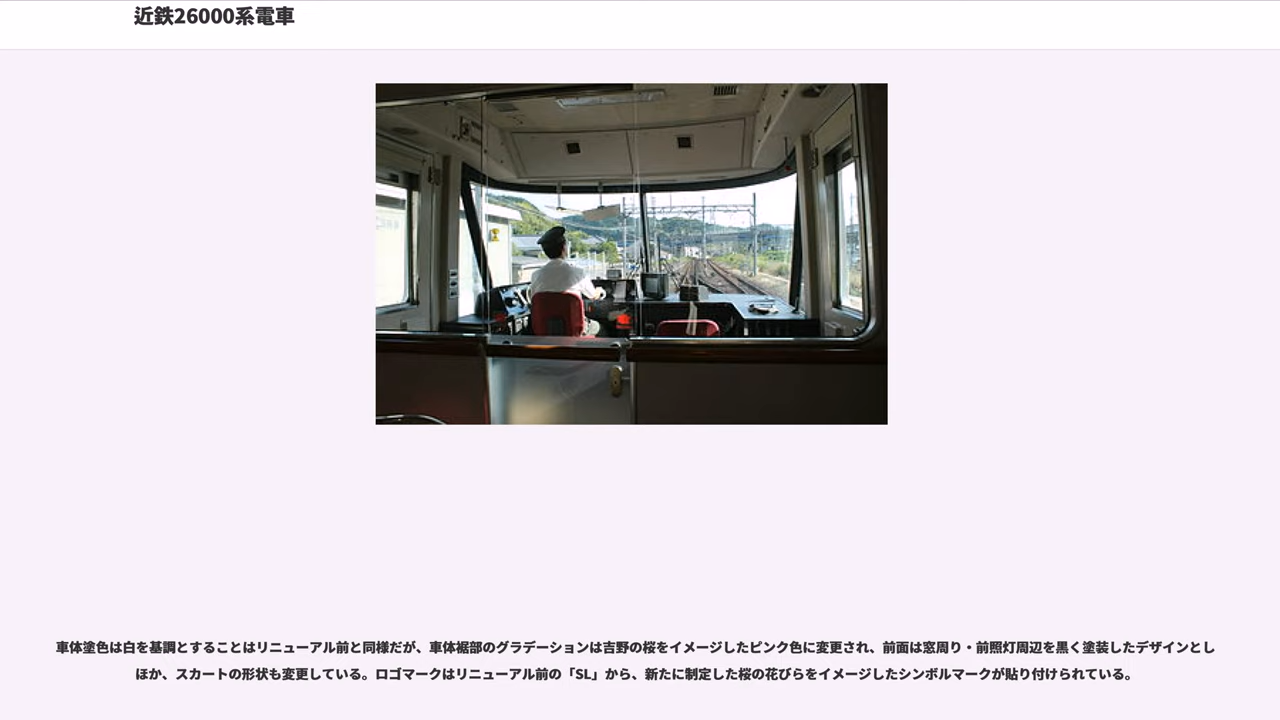 近鉄26000系電車
車体塗色は白を基調とすることはリニューアル前と同様だが、車体裾部のグラデーションは吉野の桜をイメージしたピンク色に変更され、前面は窓周り・前照灯周辺を黒く塗装したデザインとし
ほか、スカートの形状も変更している。ロゴマークはリニューアル前の「SL」から、新たに制定した桜の花びらをイメージしたシンボルマークが貼り付けられている。